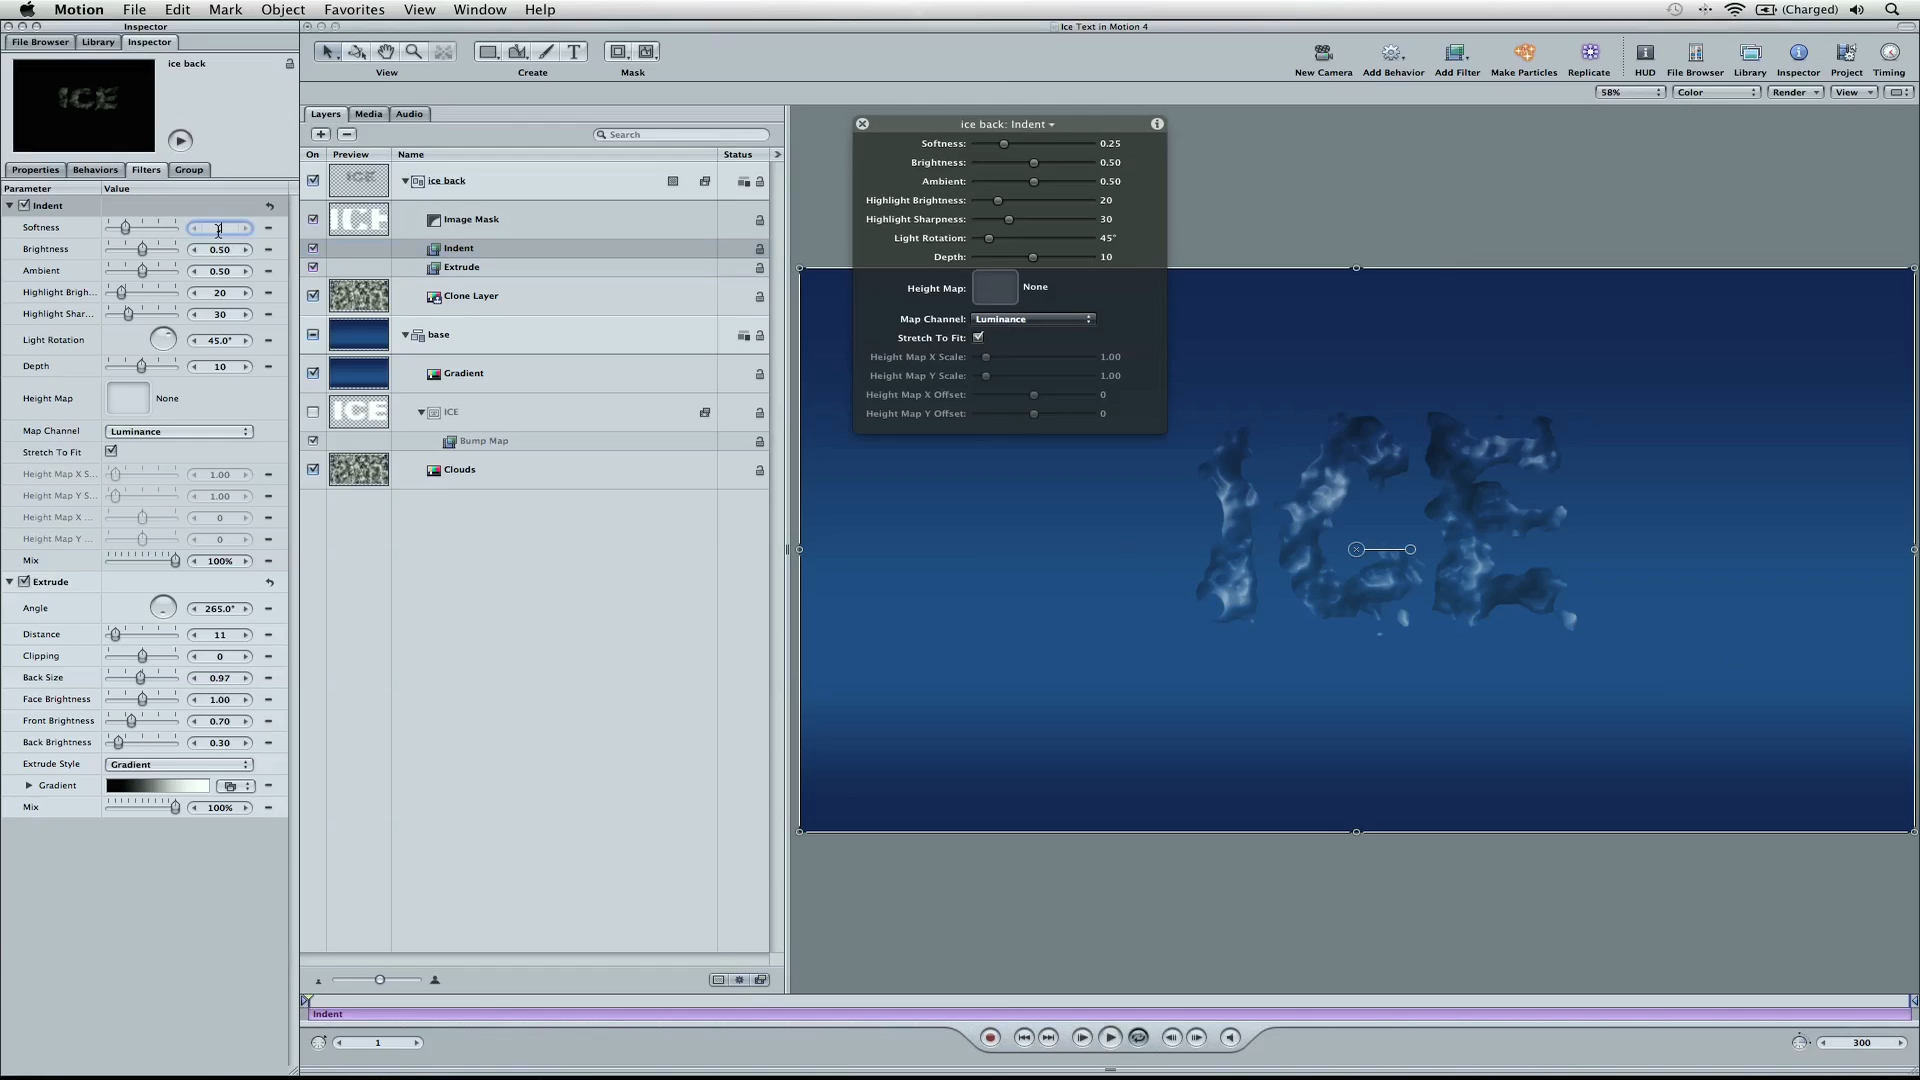 Motion File Edit Mark Object Favorites View Window Help (Charged)
Inspector
Ice Text in Motion 4
File Browser Library Inspector
ice back
View Create Mask
New Camera Add Behavior Add Filter Make Particles Replicate HUD File Browser Library Inspector Project Timing
58% Color Render View
Properties Behaviors Filters Group
Parameter Value
Indent
Softness
Brightness 0.50
Ambient 0.50
Highlight Brigh... 20
Highlight Shar... 30
Light Rotation 45.0°
Depth 10
Height Map None
Map Channel Luminance
Stretch To Fit
Height Map X S... 1.00
Height Map Y S... 1.00
Height Map X ... 0
Height Map Y ... 0
Mix 100%
Extrude
Angle 265.0°
Distance 11
Clipping 0
Back Size 0.97
Face Brightness 1.00
Front Brightness 0.70
Back Brightness 0.30
Extrude Style Gradient
Gradient
Mix 100%
Layers Media Audio
Search
On Preview Name Status
ice back
Image Mask
Indent
Extrude
Clone Layer
base
Gradient
ICE
Bump Map
Clouds
ice back: Indent
Softness: 0.25
Brightness: 0.50
Ambient: 0.50
Highlight Brightness: 20
Highlight Sharpness: 30
Light Rotation: 45°
Depth: 10
Height Map: None
Map Channel: Luminance
Stretch To Fit:
Height Map X Scale: 1.00
Height Map Y Scale: 1.00
Height Map X Offset: 0
Height Map Y Offset: 0
ICE
Indent
1
300